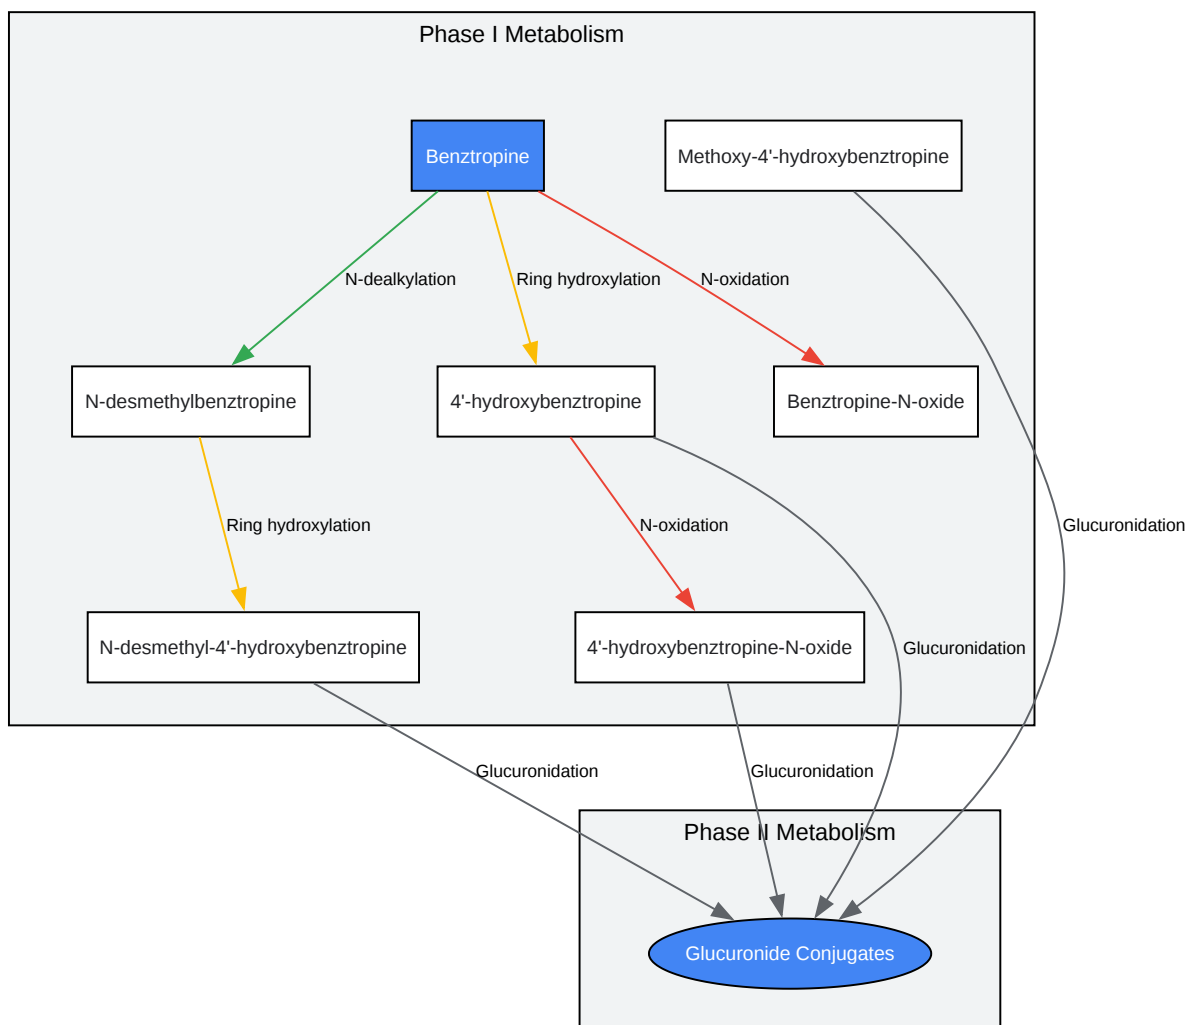 Phase I Metabolism
Benztropine
Methoxy-4'-hydroxybenztropine
N-dealkylation
Ring hydroxylation
N-oxidation
N-desmethylbenztropine
4'-hydroxybenztropine
Benztropine-N-oxide
Ring hydroxylation
N-oxidation
Glucuronidation
N-desmethyl-4'-hydroxybenztropine
4'-hydroxybenztropine-N-oxide
Glucuronidation
Glucuronidation
Glucuronidation
Phase II Metabolism
Glucuronide Conjugates